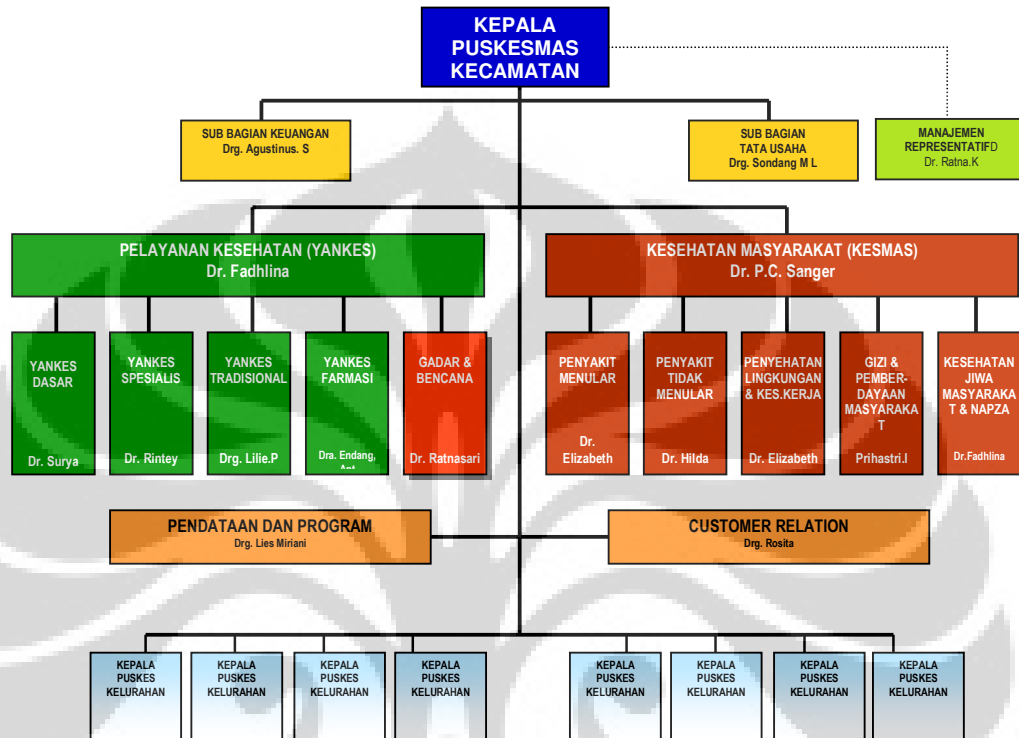 KEPALA
PUSKESMAS
KECAMATAN
SUB BAGIAN KEUANGAN
Drg. Agustinus. S
SUB BAGIAN
TATA USAHA
Drg. Sondang M L
MANAJEMEN
REPRESENTATIFD
Dr. Ratna.K
PELAYANAN KESEHATAN (YANKES)
Dr. Fadhlina
KESEHATAN MASYARAKAT (KESMAS)
Dr. P.C. Sanger
YANKES
DASAR
Dr. Surya
YANKES
SPESIALIS
Dr. Rintey
YANKES
TRADISIONAL
Drg. Lilie.P
YANKES
FARMASI
Dra. Endang,
Apt
GADAR &
BENCANA
Dr. Ratnasari
PENYAKIT
MENULAR
Dr.
Elizabeth
PENYAKIT
TIDAK
MENULAR
Dr. Hilda
PENYEHATAN
LINGKUNGAN
& KES.KERJA
Dr. Elizabeth
GIZI &
PEMBER-
DAYAAN
MASYARAKA
T
Prihastri.I
KESEHATAN
JIWA
MASYARAKA
T & NAPZA
Dr.Fadhlina
PENDATAAN DAN PROGRAM
Drg. Lies Miriani
CUSTOMER RELATION
Drg. Rosita
KEPALA
PUSKES
KELURAHAN
KEPALA
PUSKES
KELURAHAN
KEPALA
PUSKES
KELURAHAN
KEPALA
PUSKES
KELURAHAN
KEPALA
PUSKES
KELURAHAN
KEPALA
PUSKES
KELURAHAN
KEPALA
PUSKES
KELURAHAN
KEPALA
PUSKES
KELURAHAN